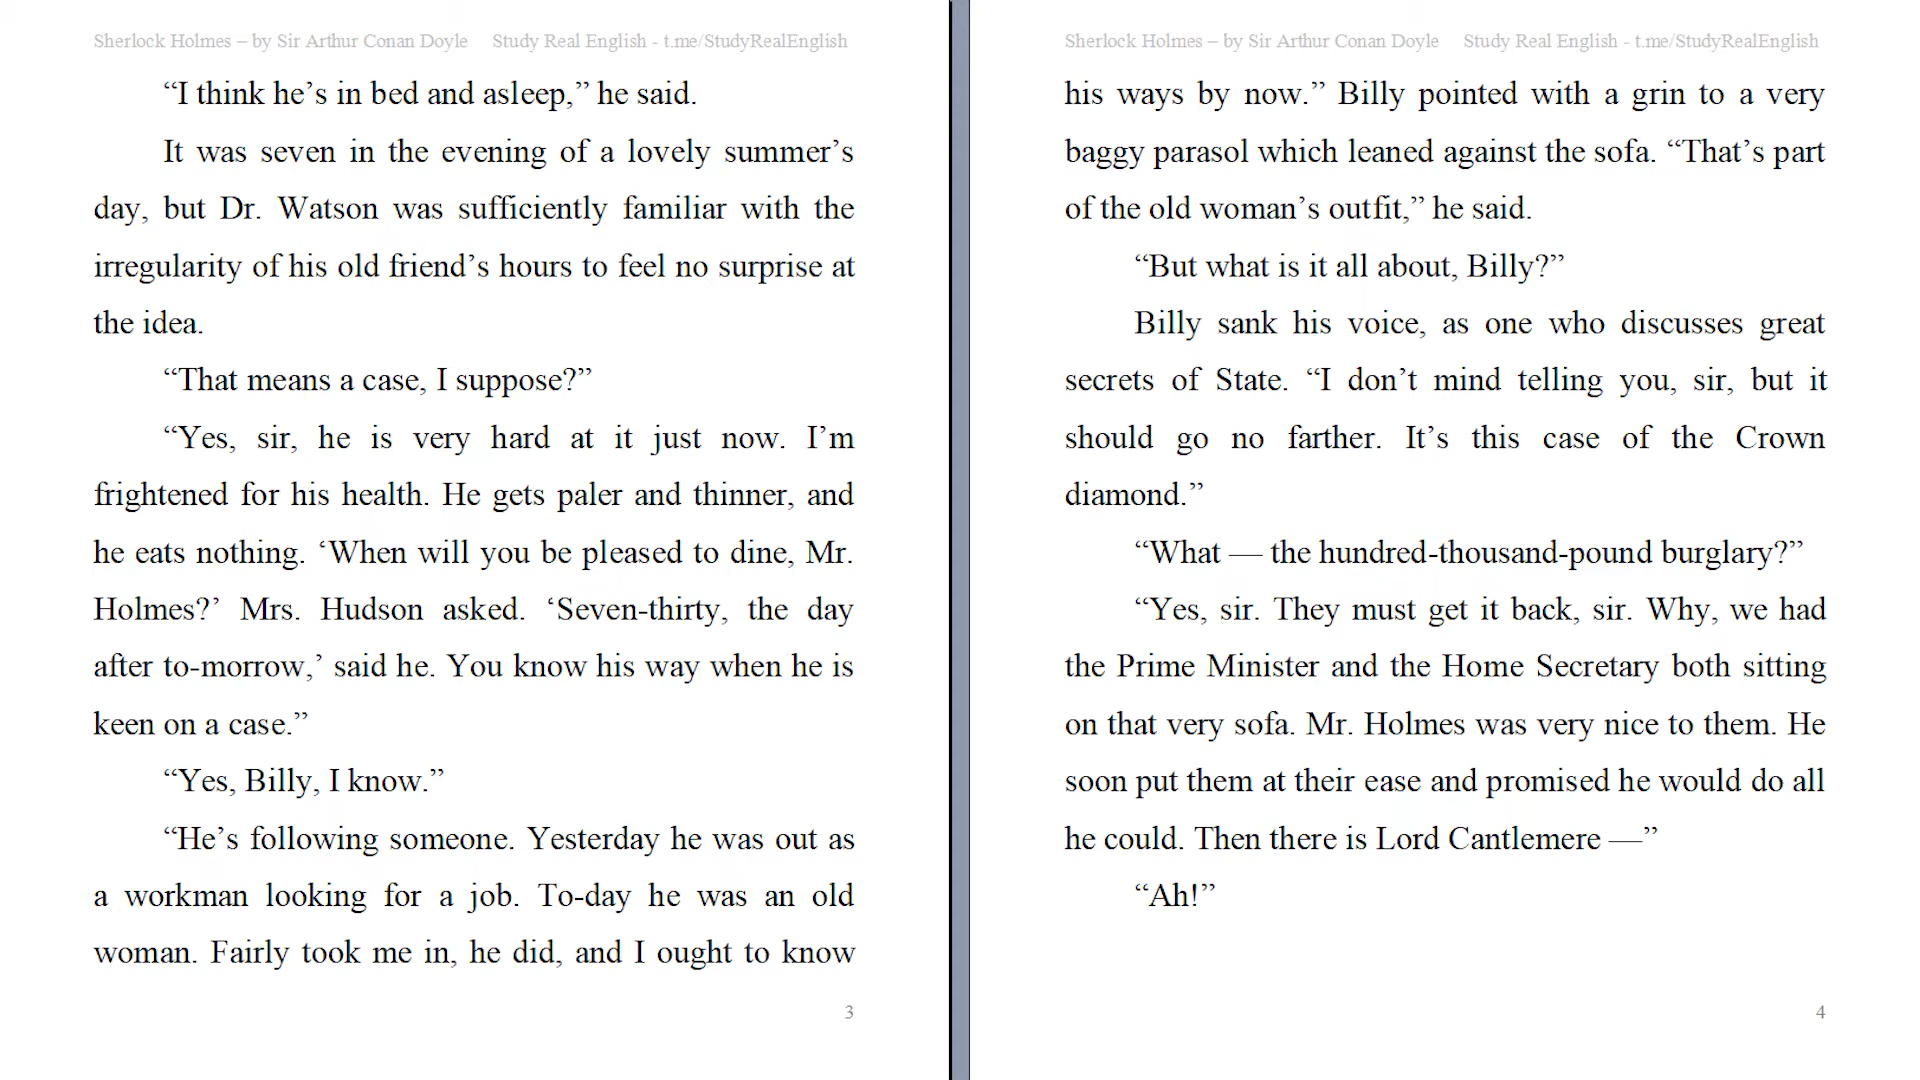 Sherlock Holmes – by Sir Arthur Conan Doyle Study Real English - t.me/StudyRealEnglish
“I think he’s in bed and asleep,” he said.
It was seven in the evening of a lovely summer’s
day, but Dr. Watson was sufficiently familiar with the
irregularity of his old friend’s hours to feel no surprise at
the idea.
“That means a case, I suppose?”
“Yes, sir, he is very hard at it just now. I’m
frightened for his health. He gets paler and thinner, and
he eats nothing. ‘When will you be pleased to dine, Mr.
Holmes?’ Mrs. Hudson asked. ‘Seven-thirty, the day
after to-morrow,’ said he. You know his way when he is
keen on a case.”
“Yes, Billy, I know.”
“He’s following someone. Yesterday he was out as
a workman looking for a job. To-day he was an old
woman. Fairly took me in, he did, and I ought to know
3
Sherlock Holmes – by Sir Arthur Conan Doyle Study Real English - t.me/StudyRealEnglish
his ways by now.” Billy pointed with a grin to a very
baggy parasol which leaned against the sofa. “That’s part
of the old woman’s outfit,” he said.
“But what is it all about, Billy?”
Billy sank his voice, as one who discusses great
secrets of State. “I don’t mind telling you, sir, but it
should go no farther. It’s this case of the Crown
diamond.”
“What — the hundred-thousand-pound burglary?”
“Yes, sir. They must get it back, sir. Why, we had
the Prime Minister and the Home Secretary both sitting
on that very sofa. Mr. Holmes was very nice to them. He
soon put them at their ease and promised he would do all
he could. Then there is Lord Cantlemere —”
“Ah!”
4